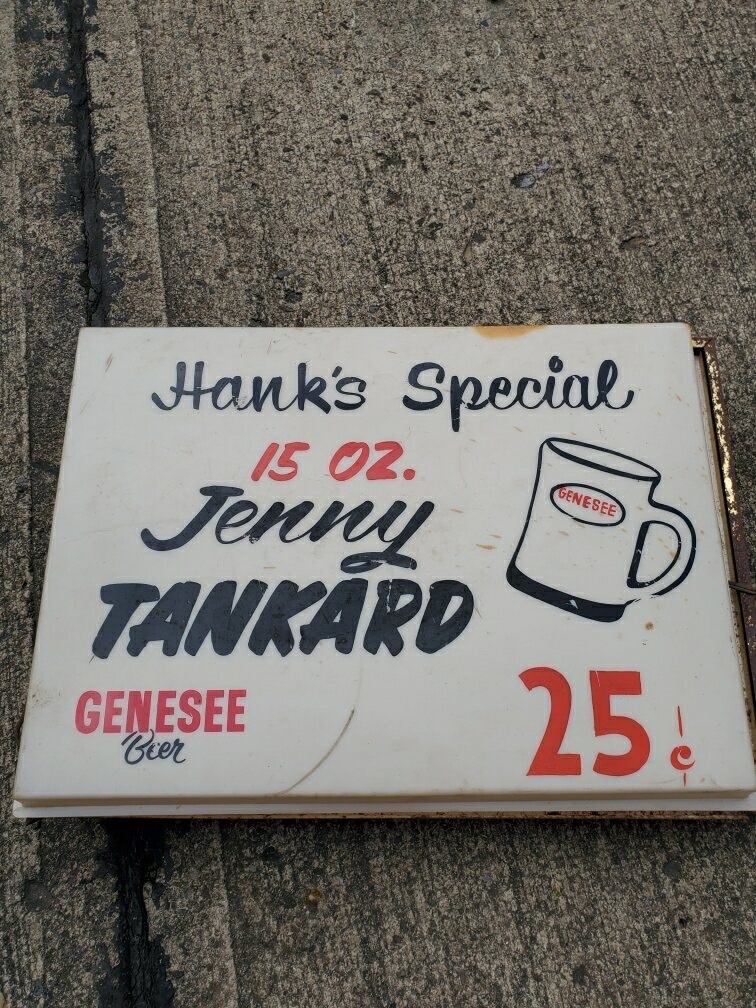 Hank's Special
15 OZ.
Jenny
TANKARD
GENESEE
GENESEE
Beer
25¢